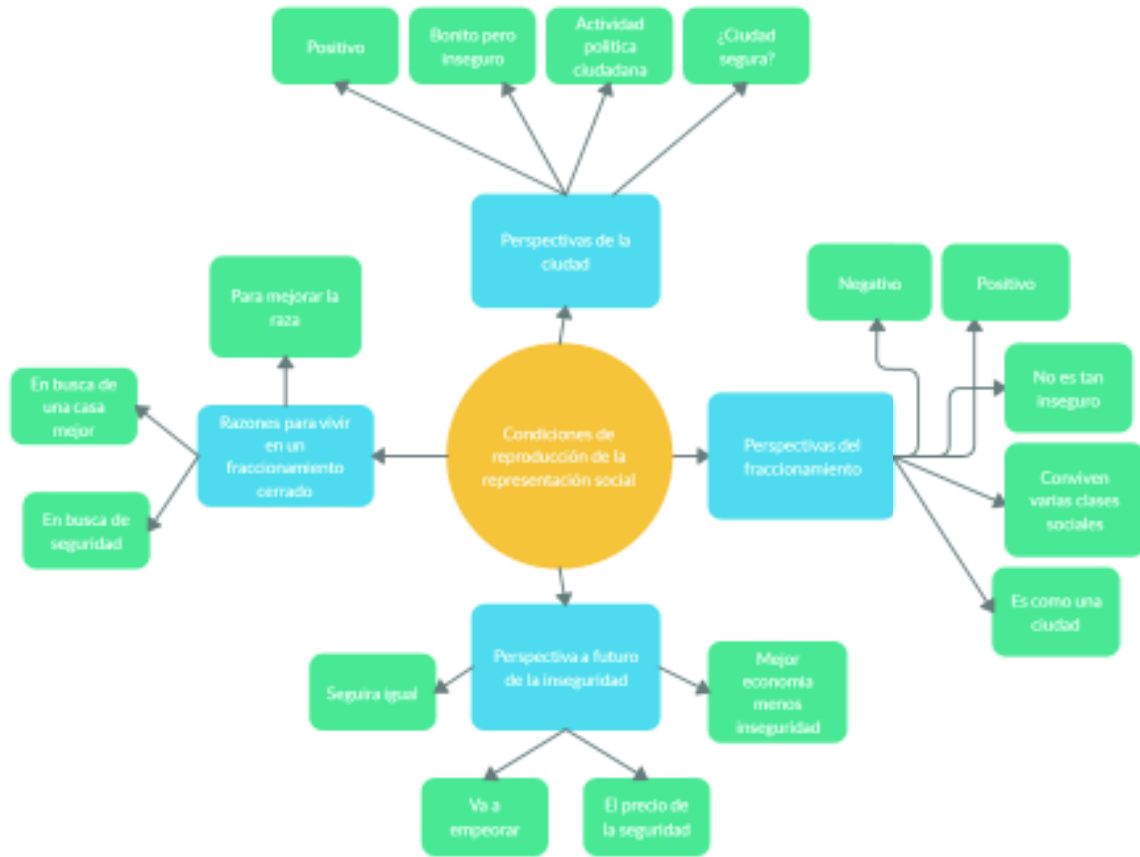 Positivo
Bonito pero
inseguro
Actividad
politica
ciudadana
¿Ciudad
segura?
Perspectivas de la
ciudad
Para mejorar la
raza
Negativo
Positivo
En busca de
una casa
mejor
Razones para vivir
en un
fraccionamiento
cerrado
En busca de
seguridad
Condiciones de
reproducción de la
representación social
Perspectivas del
fraccionamiento
No es tan
inseguro
Conviven
varias clases
sociales
Es como una
ciudad
Perspectiva a futuro
de la inseguridad
Seguira igual
Mejor
economia
menos
inseguridad
Va a
empeorar
El precio de
la seguridad